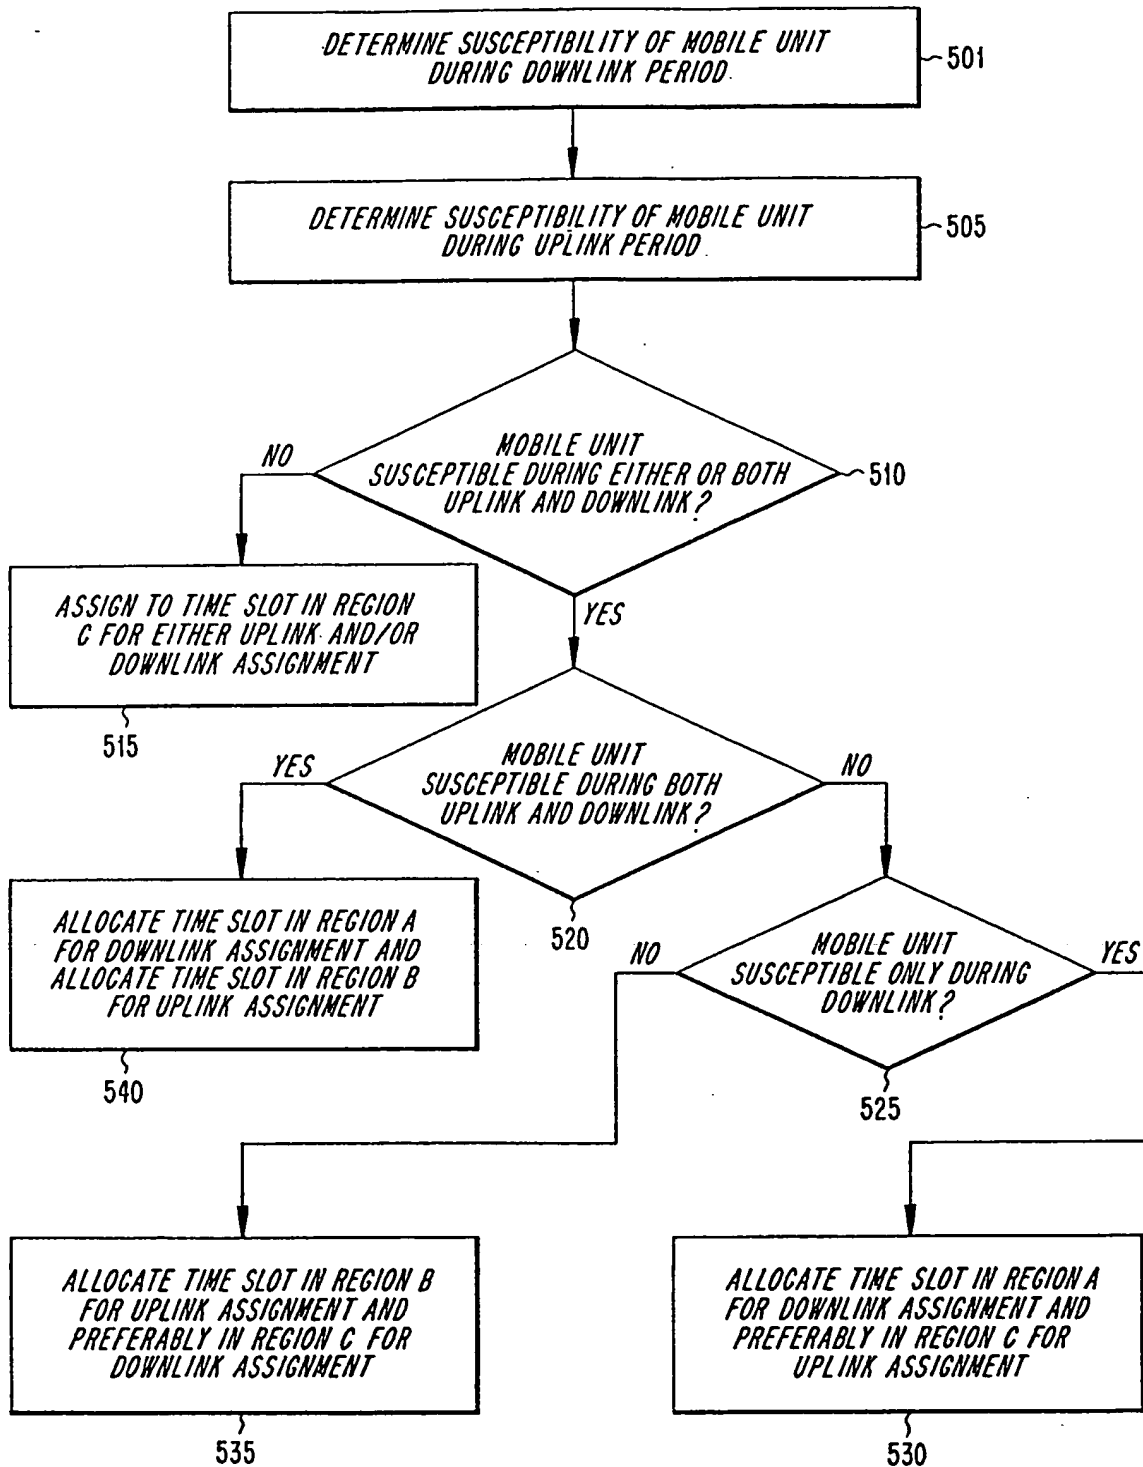 DETERMINE SUSCEPTIBILITY OF MOBILE UNIT
DURING DOWNLINK PERIOD
501
DETERMINE SUSCEPTIBILITY OF MOBILE UNIT
DURING UPLINK PERIOD
505
MOBILE UNIT
SUSCEPTIBLE DURING EITHER OR BOTH
UPLINK AND DOWNLINK?
510
NO
YES
ASSIGN TO TIME SLOT IN REGION
C FOR EITHER UPLINK AND/OR
DOWNLINK ASSIGNMENT
515
MOBILE UNIT
SUSCEPTIBLE DURING BOTH
UPLINK AND DOWNLINK?
520
YES
NO
ALLOCATE TIME SLOT IN REGION A
FOR DOWNLINK ASSIGNMENT AND
ALLOCATE TIME SLOT IN REGION B
FOR UPLINK ASSIGNMENT
540
MOBILE UNIT
SUSCEPTIBLE ONLY DURING
DOWNLINK?
525
NO
YES
ALLOCATE TIME SLOT IN REGION B
FOR UPLINK ASSIGNMENT AND
PREFERABLY IN REGION C FOR
DOWNLINK ASSIGNMENT
535
ALLOCATE TIME SLOT IN REGION A
FOR DOWNLINK ASSIGNMENT AND
PREFERABLY IN REGION C FOR
UPLINK ASSIGNMENT
530